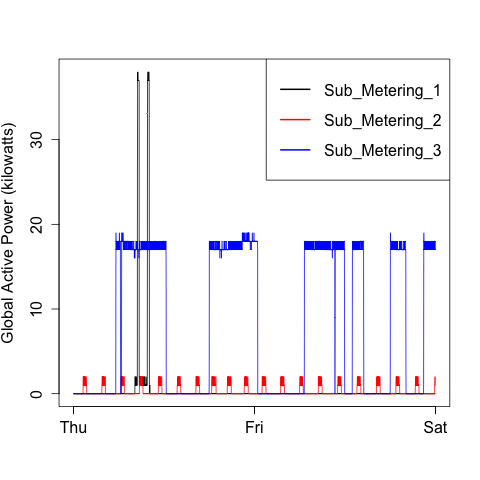 Sub_Metering_1
Sub_Metering_2
Sub_Metering_3
Global Active Power (kilowatts)
30
20
10
0
Thu Fri Sat